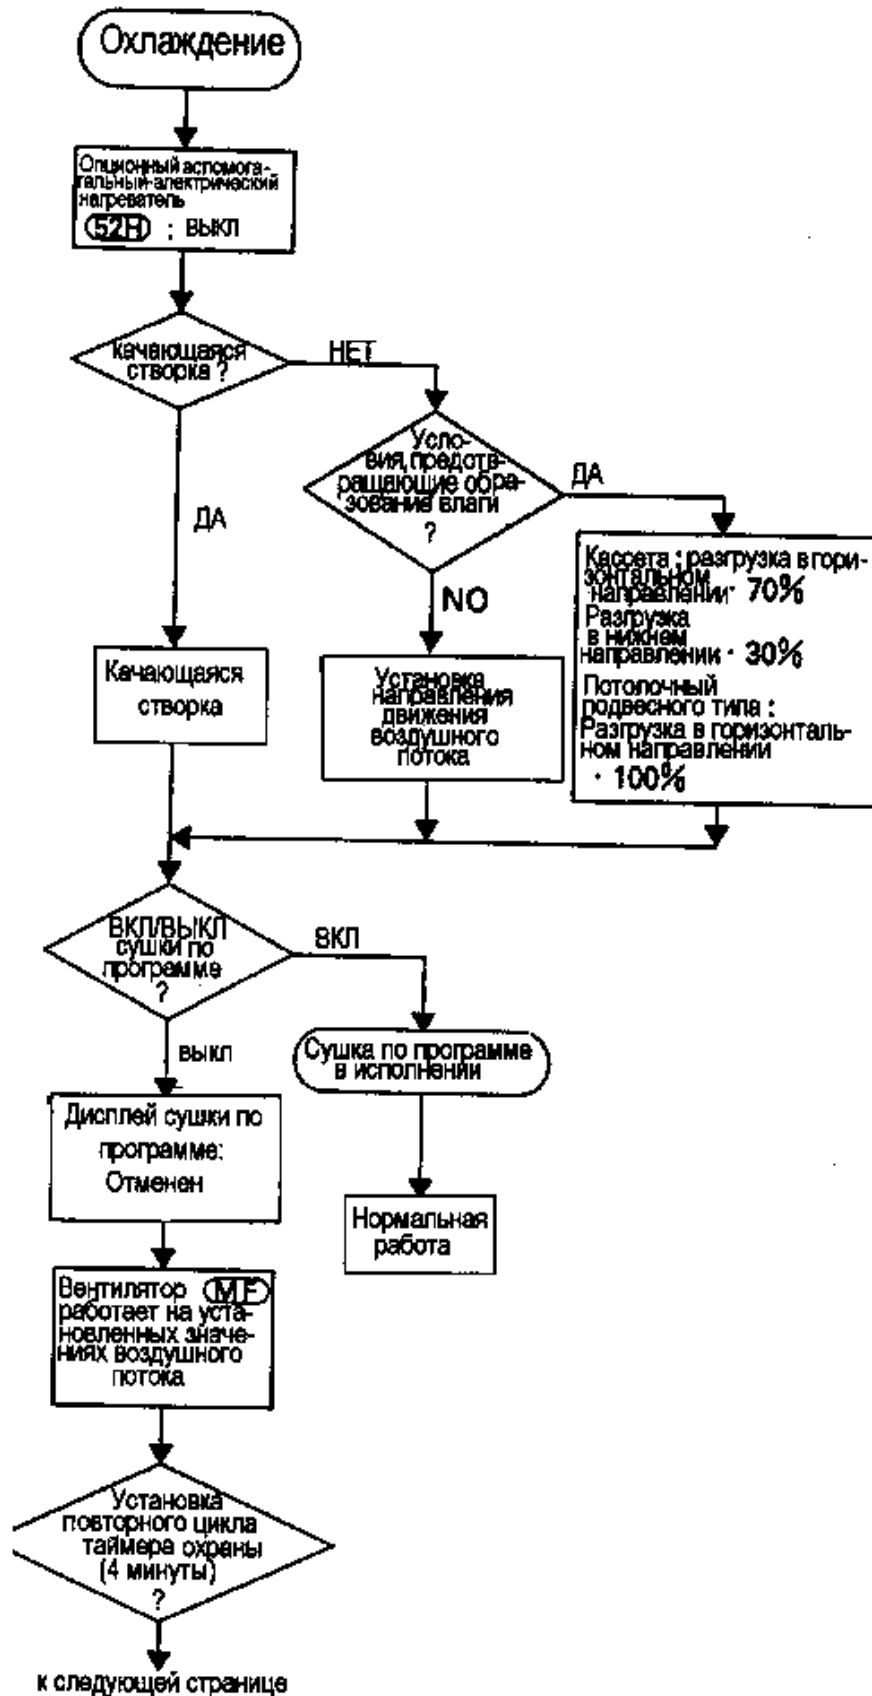 Охлаждение
Опционный аспомога-
тальный электрический
нагреватель
52H : ВЫКЛ
качающаяся
створка ?
НЕТ
Усло-
вия, предотв-
ращающие обра-
зование влаги
?
ДА
ДА
NO
Кассета : разгрузка в гори-
зонтальном
направлении· 70%
Разгрузка
в нижнем
направлении · 30%
Потолочный
подвесного типа :
Разгрузка в горизонталь-
ном направлении
· 100%
Качающаяся
створка
Установка
направления
движения
воздушного
потока
ВКЛ/ВЫКЛ
сушки по
программе
?
ВКЛ
выкл
Сушка по программе
в исполнении
Дисплей сушки по
программе:
Отменен
Нормальная
работа
Вентилятор MF
работает на уста-
новленных значе-
ниях воздушного
потока
Установка
повторного цикла
таймера охраны
(4 минуты)
?
к следующей странице